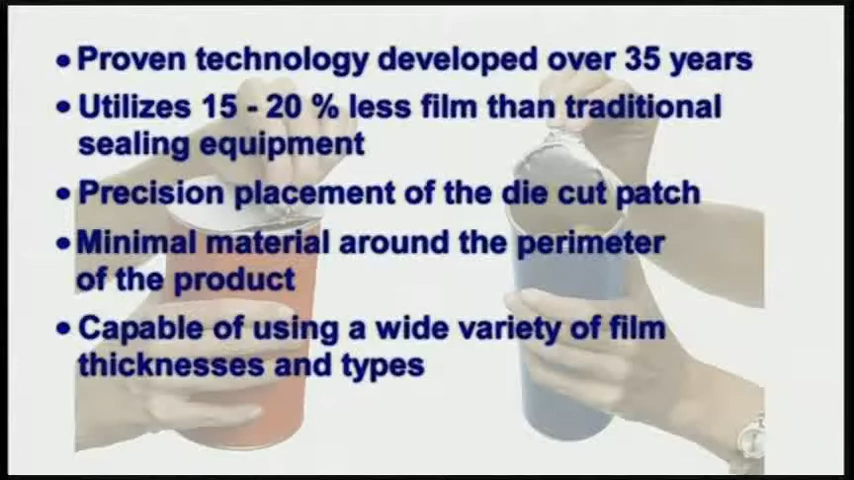 • Proven technology developed over 35 years
• Utilizes 15 - 20 % less film than traditional
sealing equipment
• Precision placement of the die cut patch
• Minimal material around the perimeter
of the product
• Capable of using a wide variety of film
thicknesses and types